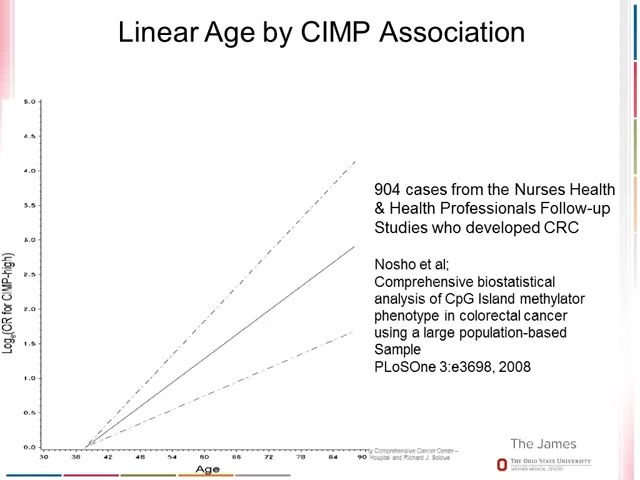 Linear Age by CIMP Association
5.0
4.5
4.0
3.5
3.0
2.5
2.0
1.5
1.0
0.5
0.0
Log (OR for CIMP-high)
30 36 42 48 54 60 66 72 78 84 90
Age
904 cases from the Nurses Health
& Health Professionals Follow-up
Studies who developed CRC
Nosho et al;
Comprehensive biostatistical
analysis of CpG Island methylator
phenotype in colorectal cancer
using a large population-based
Sample
PLoSOne 3:e3698, 2008
Comprehensive Cancer Center –
Hospital and Richard J. Solove
The James
THE OHIO STATE UNIVERSITY
WEXNER MEDICAL CENTER